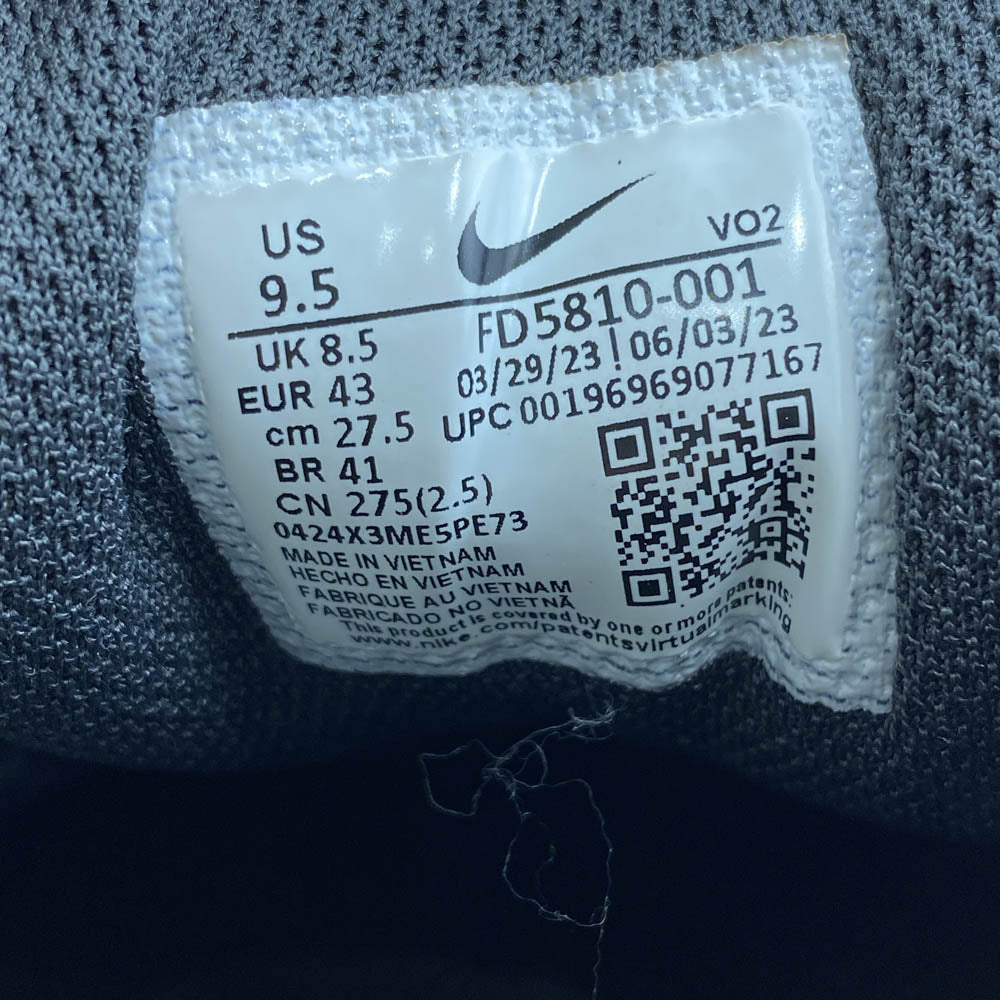 US
9.5
VO2
FD5810-001
UK 8.5
03/29/23 | 06/03/23
EUR 43
UPC 00196969077167
cm 27.5
BR 41
CN 275(2.5)
0424X3ME5PE73
MADE IN VIETNAM
HECHO EN VIETNAM
FABRIQUE AU VIETNAM
FABRICADO NO VIETNÃ
This product is covered by one or more patents:
www.nike.com/patentsvirtualmarking